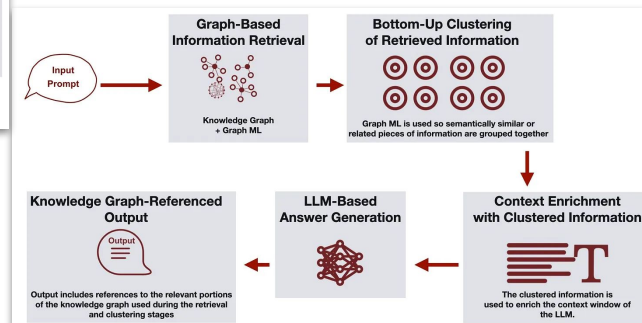 Input
Prompt
Graph-Based
Information Retrieval
Knowledge Graph
+ Graph ML
Bottom-Up Clustering
of Retrieved Information
Graph ML is used so semantically similar or
related pieces of information are grouped together
Context Enrichment
with Clustered Information
T
The clustered information is
used to enrich the context window of
the LLM.
LLM-Based
Answer Generation
Knowledge Graph-Referenced
Output
Output
Output includes references to the relevant portions
of the knowledge graph used during the retrieval
and clustering stages